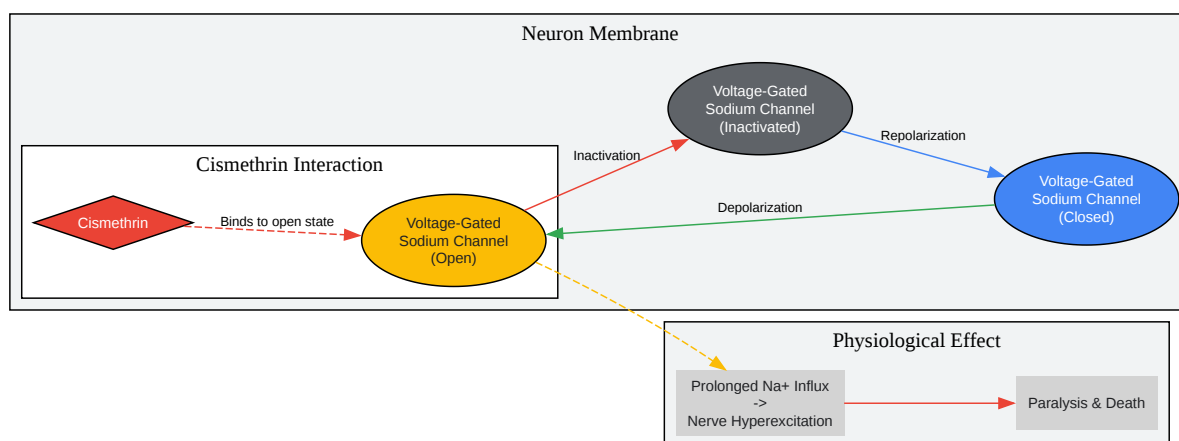 Neuron Membrane
Voltage-Gated
Sodium Channel
(Inactivated)
Inactivation
Repolarization
Cismethrin Interaction
Cismethrin
Binds to open state
Voltage-Gated
Sodium Channel
(Open)
Depolarization
Voltage-Gated
Sodium Channel
(Closed)
Physiological Effect
Prolonged Na+ Influx
->
Nerve Hyperexcitation
Paralysis & Death